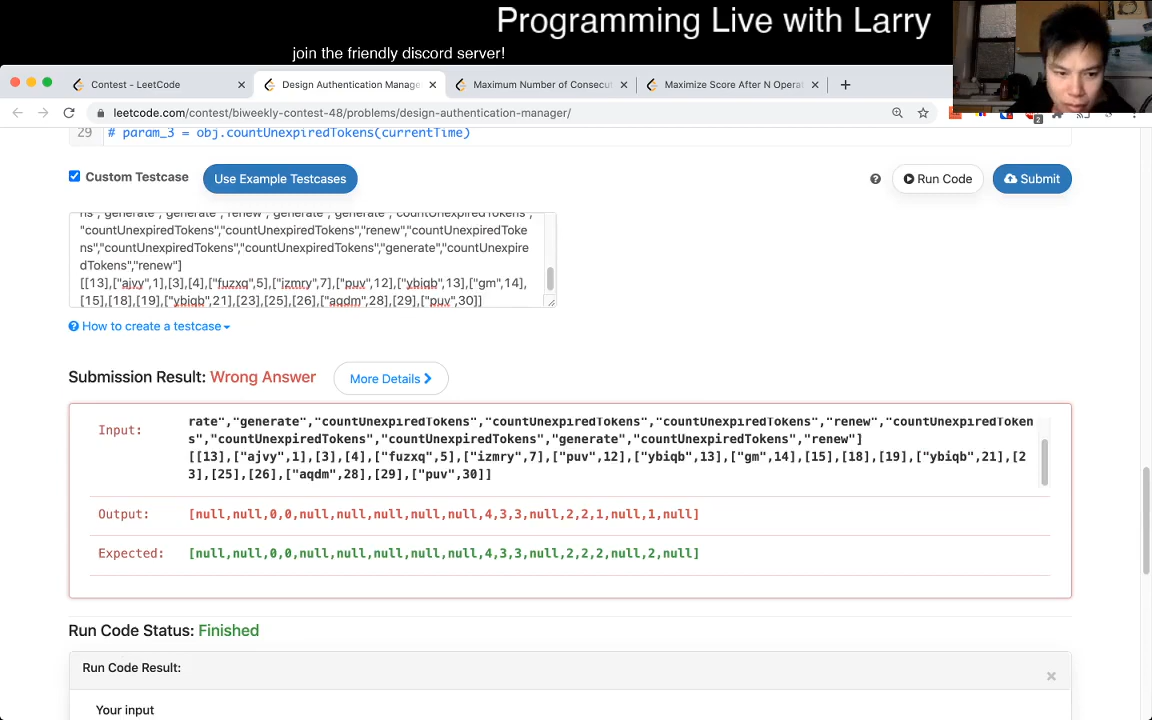 Programming Live with Larry
join the friendly discord server!
Contest - LeetCode
Design Authentication Manage
Maximum Number of Consecut
Maximize Score After N Operat
leetcode.com/contest/biweekly-contest-48/problems/design-authentication-manager/
2
29 # param_3 = obj.countUnexpiredTokens(currentTime)
Custom Testcase
Use Example Testcases
Run Code
Submit
ns","generate","generate","renew","generate","generate","countUnexpiredTokens",
"countUnexpiredTokens","countUnexpiredTokens","renew","countUnexpiredToke
ns","countUnexpiredTokens","countUnexpiredTokens","generate","countUnexpire
dTokens","renew"]
[[13],["ajvy",1],[3],[4],["fuzxq",5],["izmry",7],["puv",12],["ybiqb",13],["gm",14],
[15],[18],[19],["ybiqb",21],[23],[25],[26],["aqdm",28],[29],["puv",30]]
How to create a testcase
Submission Result: Wrong Answer
More Details
Input:
rate","generate","countUnexpiredTokens","countUnexpiredTokens","countUnexpiredTokens","renew","countUnexpiredToken
s","countUnexpiredTokens","countUnexpiredTokens","generate","countUnexpiredTokens","renew"]
[[13],["ajvy",1],[3],[4],["fuzxq",5],["izmry",7],["puv",12],["ybiqb",13],["gm",14],[15],[18],[19],["ybiqb",21],[2
3],[25],[26],["aqdm",28],[29],["puv",30]]
Output: [null,null,0,0,null,null,null,null,null,4,3,3,null,2,2,1,null,1,null]
Expected: [null,null,0,0,null,null,null,null,null,4,3,3,null,2,2,2,null,2,null]
Run Code Status: Finished
Run Code Result:
Your input